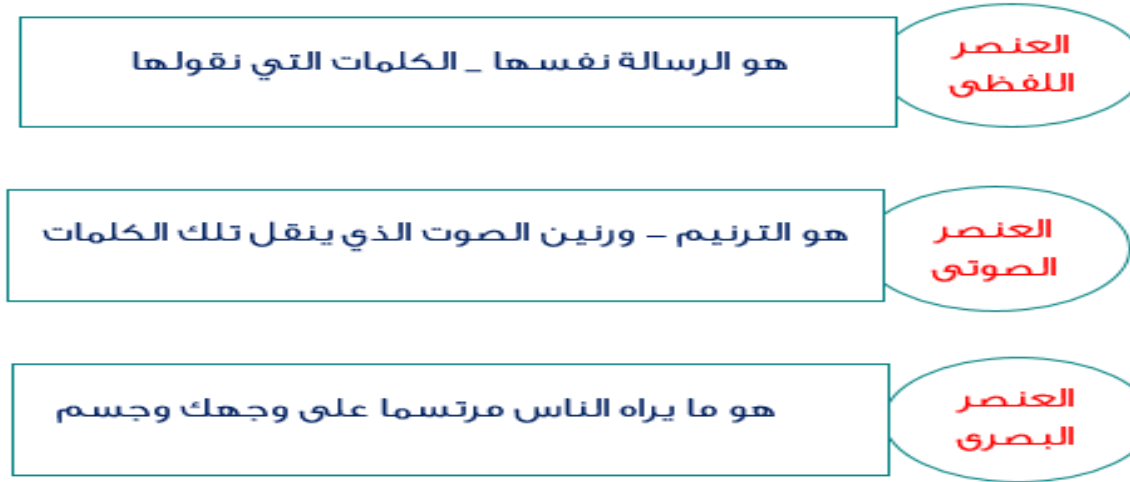 العنصر
اللفظى
هو الرسالة نفسها _ الكلمات التي نقولها
العنصر
الصوتى
هو الترنيم – ورنين الصوت الذي ينقل تلك الكلمات
العنصر
البصرى
هو ما يراه الناس مرتسما على وجهك وجسم